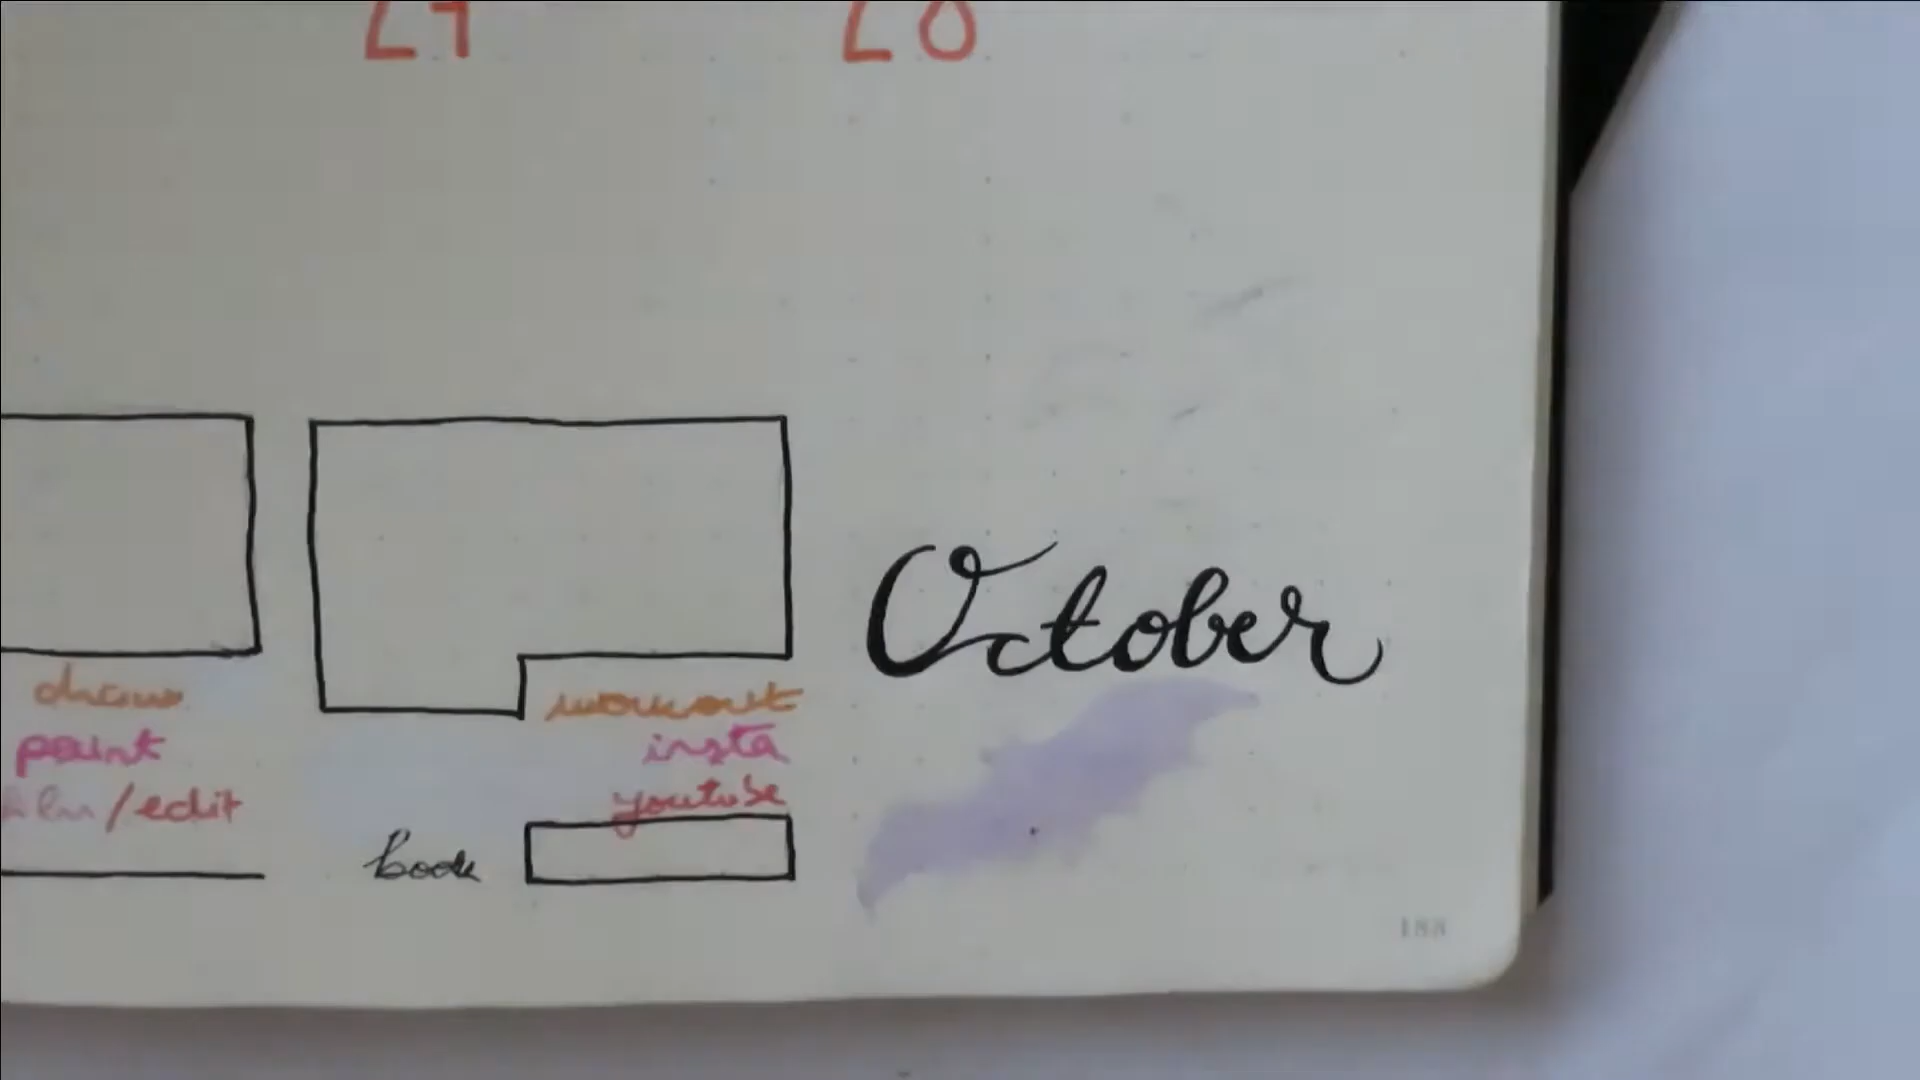 October
draw
paint
/edit
workout
insta
youtube
book
188